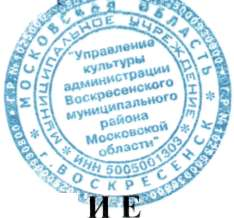 МОСКОВСКАЯ ОБЛАСТЬ
Г. ВОСКРЕСЕНСК
МУНИЦИПАЛЬНОЕ УЧРЕЖДЕНИЕ
ИНН 5005001303
"Управление
культуры
администрации
Воскресенского
муниципального
района
Московской
области"
И Е